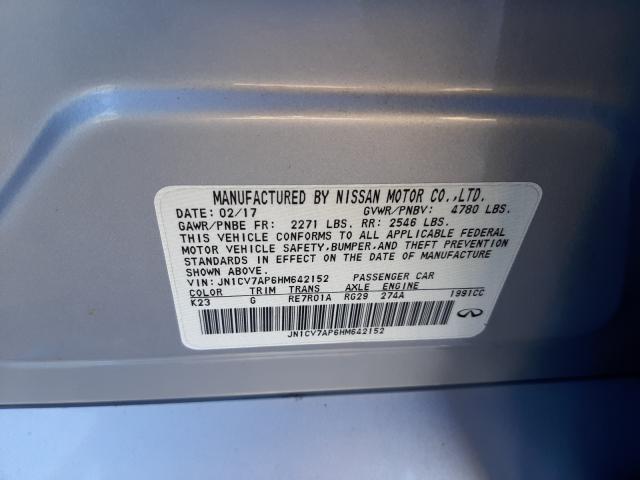 MANUFACTURED BY NISSAN MOTOR CO.,LTD.
DATE: 02/17 GVWR/PNBV: 4780 LBS.
GAWR/PNBE FR: 2271 LBS. RR: 2546 LBS.
THIS VEHICLE CONFORMS TO ALL APPLICABLE FEDERAL
MOTOR VEHICLE SAFETY,BUMPER,AND THEFT PREVENTION
STANDARDS IN EFFECT ON THE DATE OF MANUFACTURE
SHOWN ABOVE.
VIN: JN1CV7AP6HM642152 PASSENGER CAR
COLOR TRIM TRANS AXLE ENGINE
K23 G RE7R01A RG29 274A 1991CC
JN1CV7AP6HM642152